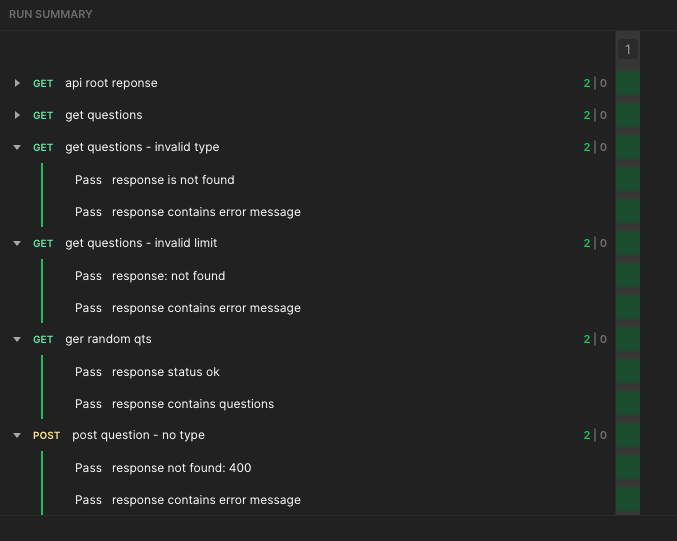 RUN SUMMARY
1
GET api root reponse 2 | 0
GET get questions 2 | 0
GET get questions - invalid type 2 | 0
Pass response is not found
Pass response contains error message
GET get questions - invalid limit 2 | 0
Pass response: not found
Pass response contains error message
GET ger random qts 2 | 0
Pass response status ok
Pass response contains questions
POST post question - no type 2 | 0
Pass response not found: 400
Pass response contains error message